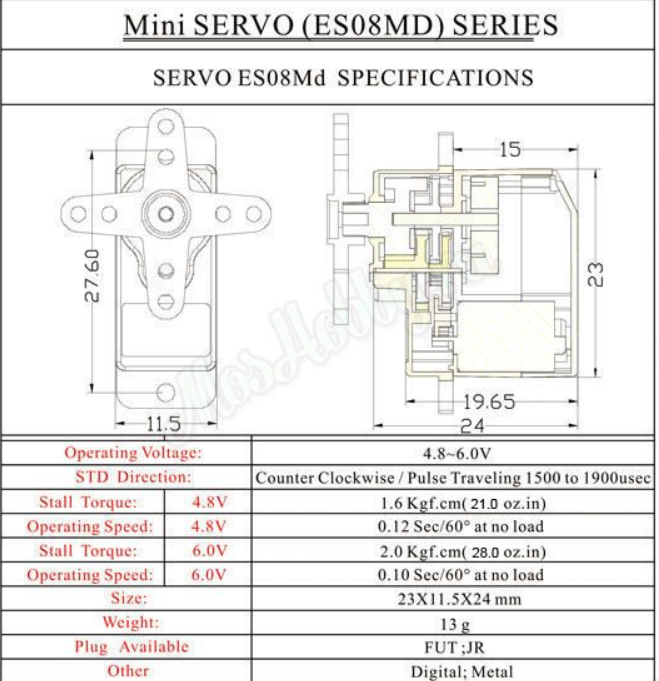 Mini SERVO (ES08MD) SERIES
SERVO ES08Md SPECIFICATIONS
15
27.60
23
19.65
11.5
24
MosHobby
Operating Voltage: 4.8~6.0V
STD Direction: Counter Clockwise / Pulse Traveling 1500 to 1900usec
Stall Torque: 4.8V 1.6 Kgf.cm( 21.0 oz.in)
Operating Speed: 4.8V 0.12 Sec/60° at no load
Stall Torque: 6.0V 2.0 Kgf.cm( 28.0 oz.in)
Operating Speed: 6.0V 0.10 Sec/60° at no load
Size: 23X11.5X24 mm
Weight: 13 g
Plug Available FUT ;JR
Other Digital; Metal